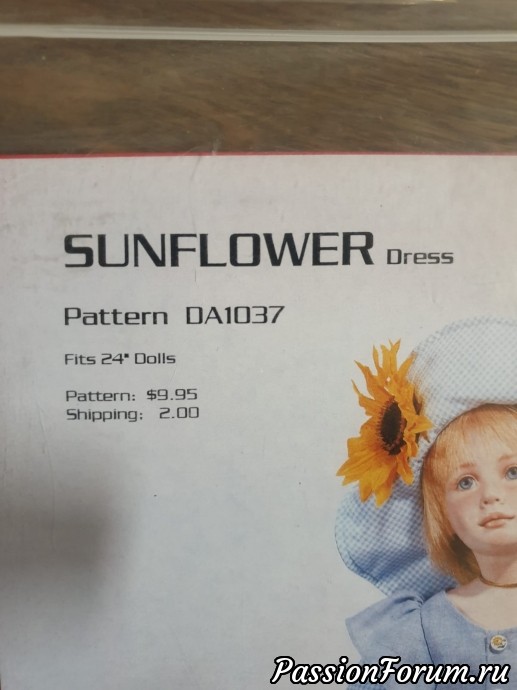 SUNFLOWER Dress
Pattern DA1037
Fits 24" Dolls
Pattern: $9.95
Shipping: 2.00
PassionForum.ru